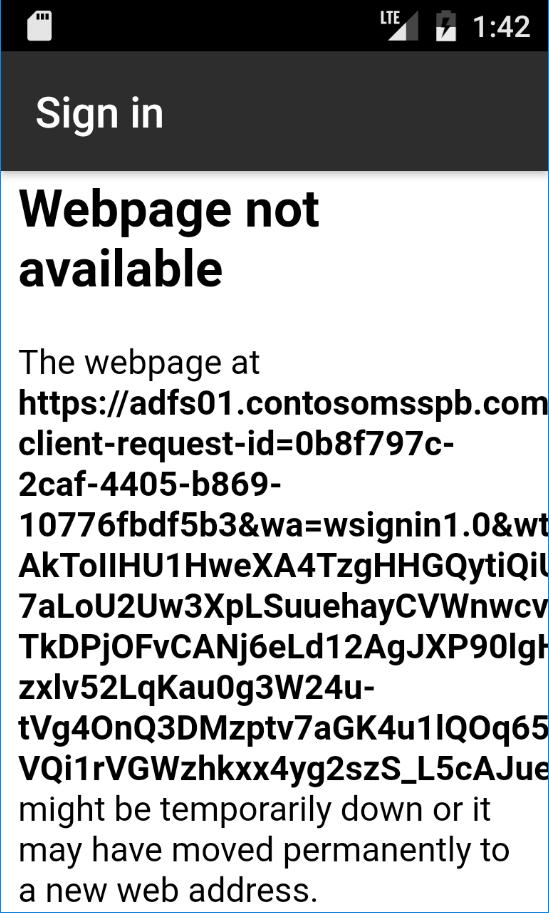 LTE 1:42
Sign in
Webpage not
available
The webpage at
https://adfs01.contosomsspb.com
client-request-id=0b8f797c-
2caf-4405-b869-
10776fbdf5b3&wa=wsignin1.0&wt
AkToIIHU1HweXA4TzgHHGQytiQiU
7aLoU2Uw3XpLSuuehayCVWnwcv
TkDPjOFvCANj6eLd12AgJXP90lgH
zxlv52LqKau0g3W24u-
tVg4OnQ3DMzptv7aGK4u1lQOq65
VQi1rVGWzhkxx4yg2szS_L5cAJue
might be temporarily down or it
may have moved permanently to
a new web address.